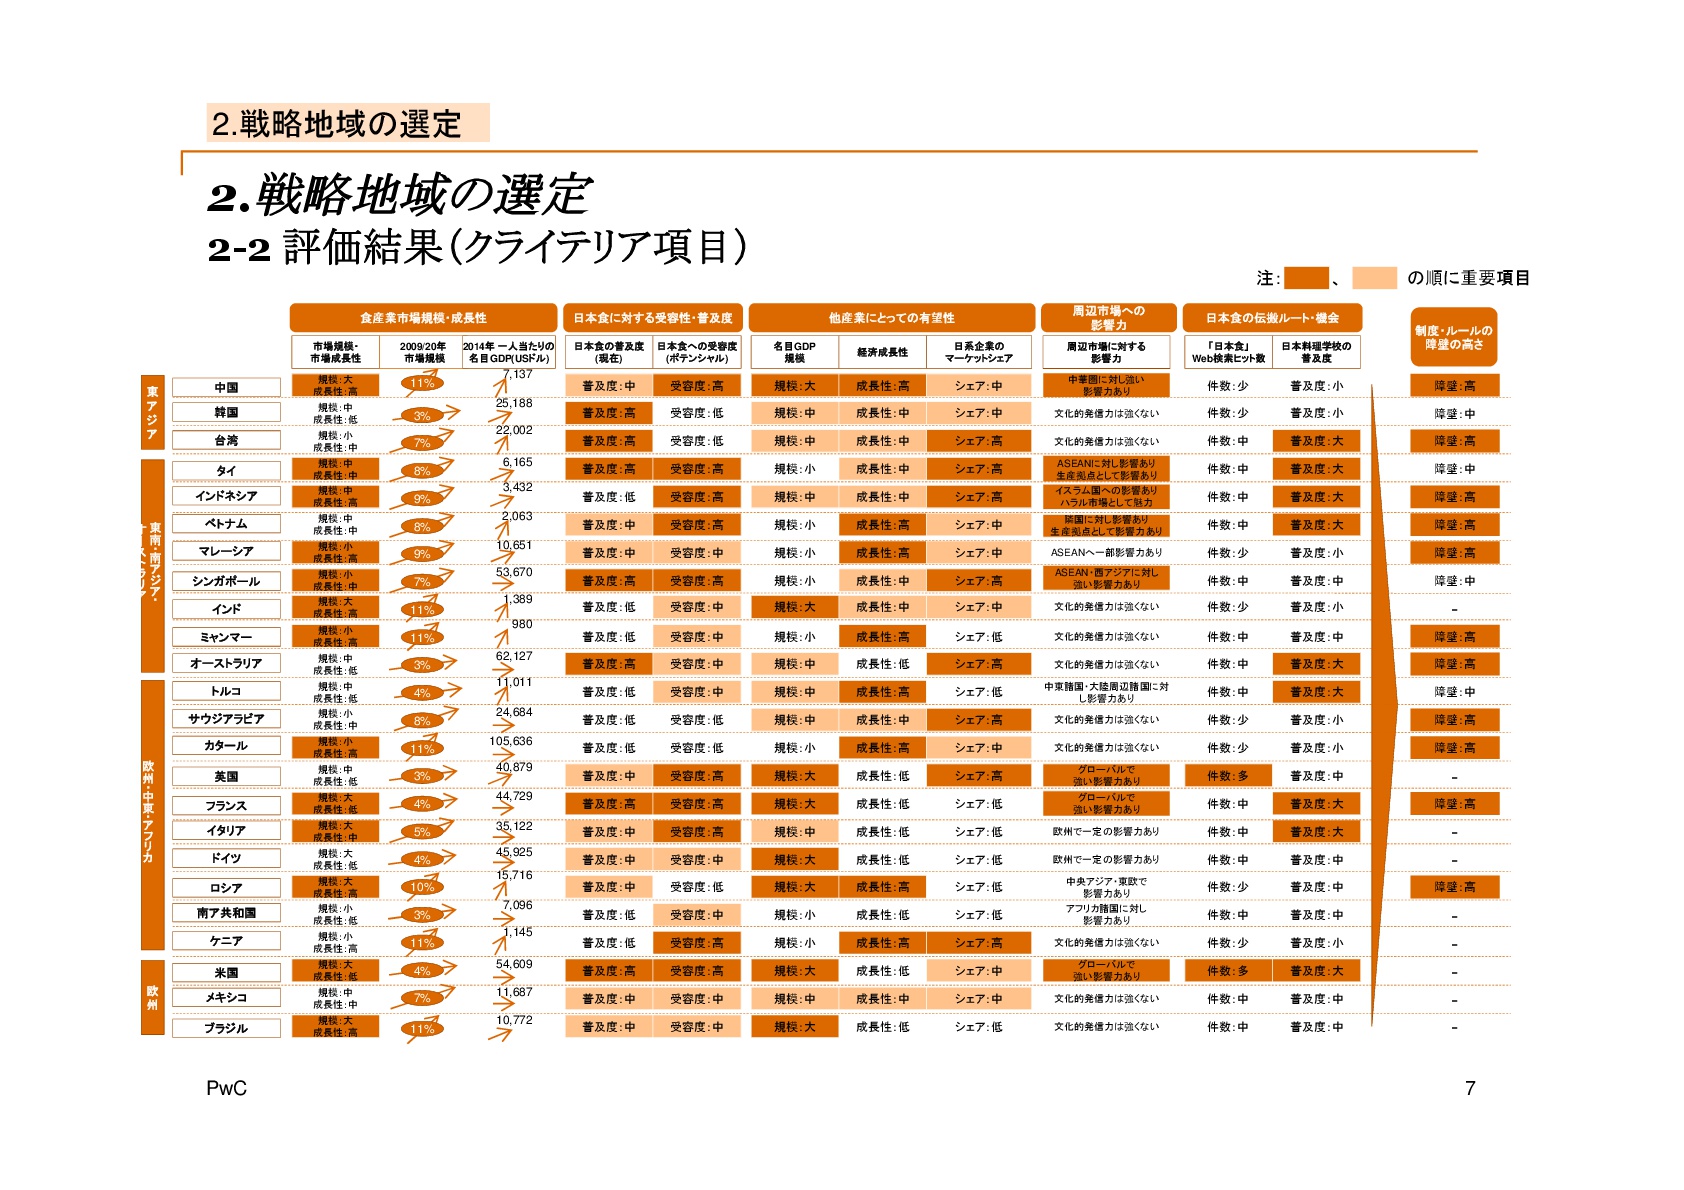 2.戦略地域の選定
2.戦略地域の選定
2-2 評価結果（クライテリア項目）
注： 、 の順に重要項目
食産業市場規模・成長性 日本食に対する受容性・普及度 他産業にとっての有望性 周辺市場への影響力 日本食の伝搬ルート・機会 制度・ルールの障壁の高さ
市場規模・市場成長性 2009/20年市場規模 2014年 一人当たりの名目GDP(USドル) 日本食の普及度（現在） 日本食への受容度（ポテンシャル） 名目GDP規模 経済成長性 日系企業のマーケットシェア 周辺市場に対する影響力 「日本食」Web検索ヒット数 日本料理学校の普及度
東アジア
中国 規模：大 成長性：高 11% 7,137 普及度：中 受容度：高 規模：大 成長性：高 シェア：中 中華圏に対し強い影響力あり 件数：少 普及度：小 障壁：高
韓国 規模：中 成長性：低 3% 25,188 普及度：高 受容度：低 規模：中 成長性：中 シェア：中 文化的発信力は強くない 件数：少 普及度：小 障壁：中
台湾 規模：小 成長性：中 7% 22,002 普及度：高 受容度：低 規模：中 成長性：中 シェア：高 文化的発信力は強くない 件数：中 普及度：大 障壁：高
東南・南アジア・
タイ 規模：中 成長性：中 8% 6,165 普及度：高 受容度：高 規模：小 成長性：中 シェア：高 ASEANに対し影響あり 生産拠点として影響あり 件数：中 普及度：大 障壁：中
インドネシア 規模：中 成長性：高 9% 3,432 普及度：低 受容度：高 規模：中 成長性：中 シェア：高 イスラム国への影響あり ハラル市場として魅力 件数：中 普及度：大 障壁：高
ベトナム 規模：中 成長性：中 8% 2,063 普及度：中 受容度：高 規模：小 成長性：高 シェア：中 隣国に対し影響あり 生産拠点として影響力あり 件数：中 普及度：大 障壁：高
マレーシア 規模：小 成長性：高 9% 10,651 普及度：中 受容度：中 規模：小 成長性：高 シェア：中 ASEANへ一部影響力あり 件数：少 普及度：小 障壁：高
シンガポール 規模：小 成長性：中 7% 53,670 普及度：高 受容度：高 規模：小 成長性：中 シェア：高 ASEAN・西アジアに対し強い影響力あり 件数：中 普及度：中 障壁：中
インド 規模：大 成長性：高 11% 1,389 普及度：低 受容度：中 規模：大 成長性：中 シェア：中 文化的発信力は強くない 件数：少 普及度：小 -
ミャンマー 規模：小 成長性：高 11% 980 普及度：低 受容度：中 規模：小 成長性：高 シェア：低 文化的発信力は強くない 件数：中 普及度：中 障壁：高
オーストラリア 規模：中 成長性：低 3% 62,127 普及度：高 受容度：中 規模：中 成長性：低 シェア：高 文化的発信力は強くない 件数：中 普及度：大 障壁：高
欧州・中東・アフリカ
トルコ 規模：中 成長性：低 4% 11,011 普及度：低 受容度：中 規模：中 成長性：高 シェア：低 中東諸国・大陸周辺諸国に対し影響力あり 件数：中 普及度：大 障壁：中
サウジアラビア 規模：小 成長性：中 8% 24,684 普及度：低 受容度：低 規模：中 成長性：中 シェア：高 文化的発信力は強くない 件数：少 普及度：小 障壁：高
カタール 規模：小 成長性：高 11% 105,636 普及度：低 受容度：低 規模：小 成長性：高 シェア：中 文化的発信力は強くない 件数：少 普及度：小 障壁：高
英国 規模：中 成長性：低 3% 40,879 普及度：中 受容度：高 規模：大 成長性：低 シェア：高 グローバルで強い影響力あり 件数：多 普及度：中 -
フランス 規模：大 成長性：低 4% 44,729 普及度：高 受容度：高 規模：大 成長性：低 シェア：低 グローバルで強い影響力あり 件数：中 普及度：大 障壁：高
イタリア 規模：大 成長性：中 5% 35,122 普及度：中 受容度：高 規模：中 成長性：低 シェア：低 欧州で一定の影響力あり 件数：中 普及度：大 -
ドイツ 規模：大 成長性：低 4% 45,925 普及度：中 受容度：中 規模：大 成長性：低 シェア：低 欧州で一定の影響力あり 件数：中 普及度：中 -
ロシア 規模：大 成長性：高 10% 15,716 普及度：中 受容度：低 規模：大 成長性：高 シェア：低 中央アジア・東欧で影響力あり 件数：少 普及度：中 障壁：高
南ア共和国 規模：小 成長性：低 3% 7,096 普及度：低 受容度：中 規模：小 成長性：低 シェア：低 アフリカ諸国に対し影響力あり 件数：中 普及度：中 -
ケニア 規模：小 成長性：高 11% 1,145 普及度：低 受容度：高 規模：小 成長性：高 シェア：高 文化的発信力は強くない 件数：少 普及度：小 -
欧州
米国 規模：大 成長性：低 4% 54,609 普及度：高 受容度：高 規模：大 成長性：低 シェア：中 グローバルで強い影響力あり 件数：多 普及度：大 -
メキシコ 規模：中 成長性：中 7% 11,687 普及度：中 受容度：中 規模：中 成長性：中 シェア：中 文化的発信力は強くない 件数：中 普及度：中 -
ブラジル 規模：大 成長性：高 11% 10,772 普及度：中 受容度：中 規模：大 成長性：低 シェア：低 文化的発信力は強くない 件数：中 普及度：中 -
PwC
7